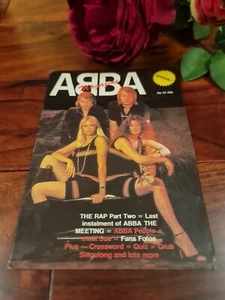 ABBA
THE RAP Part Two = Last
instalment of ABBA THE
MEETING = ABBA People =
Fans Fotos
Plus = Crossword = Quiz = Grub
Singalong and lots more